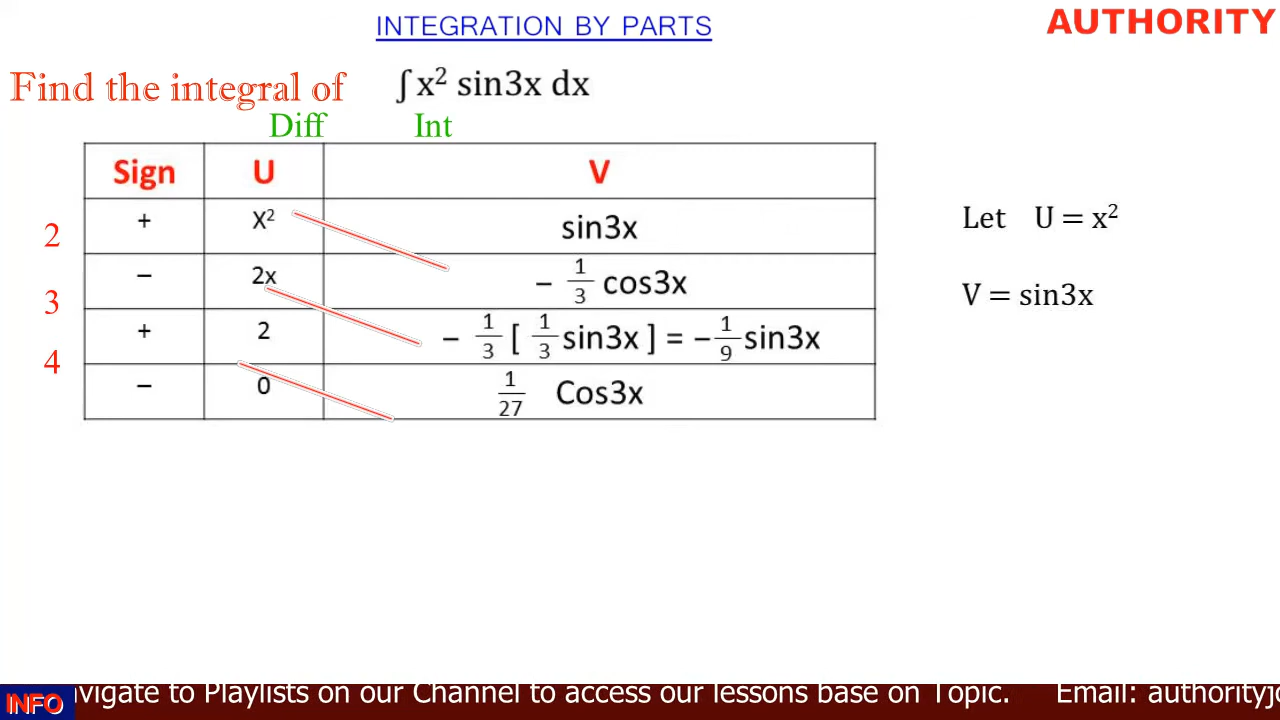 INTEGRATION BY PARTS
AUTHORITY
Find the integral of ∫ x² sin3x dx
Diff Int
Sign U V
2 + X² sin3x
Let U = x²
3 − 2x − 1/3 cos3x
V = sin3x
4 + 2 − 1/3 [ 1/3 sin3x ] = −1/9 sin3x
− 0 1/27 Cos3x
INFO avigate to Playlists on our Channel to access our lessons base on Topic. Email: authorityjo